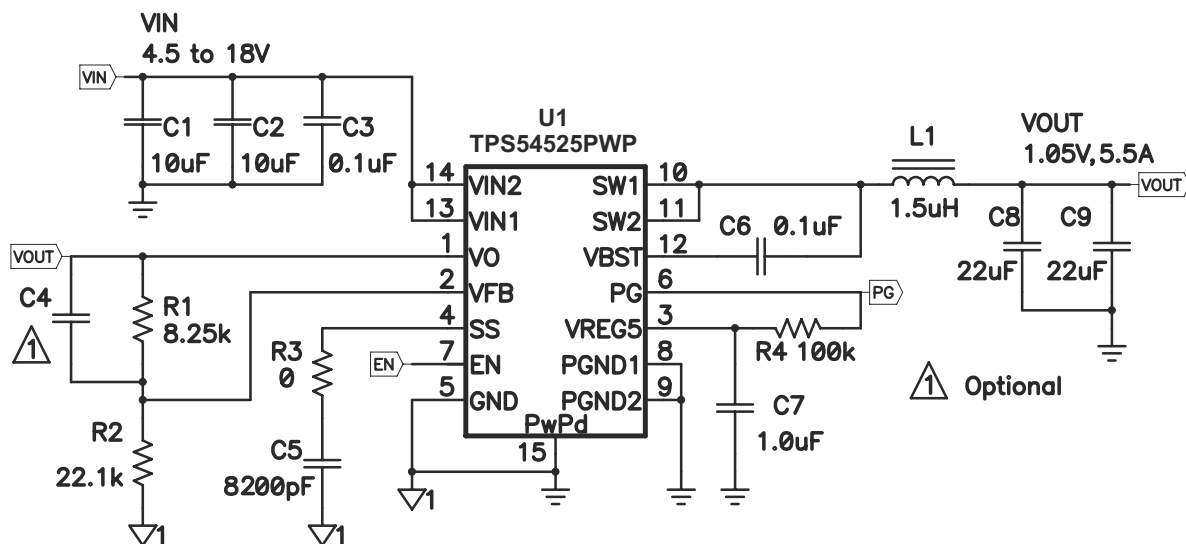 VIN
4.5 to 18V
VIN
C1
10uF
C2
10uF
C3
0.1uF
U1
TPS54525PWP
14
VIN2
13
VIN1
1
VO
2
VFB
4
SS
7
EN
5
GND
PwPd
15
SW1
10
SW2
11
VBST
12
PG
6
VREG5
3
PGND1
8
PGND2
9
C6
0.1uF
L1
1.5uH
VOUT
1.05V, 5.5A
VOUT
C8
22uF
C9
22uF
PG
R4 100k
C7
1.0uF
1 Optional
VOUT
C4
1
R1
8.25k
R2
22.1k
1
R3
0
C5
8200pF
1
EN
1